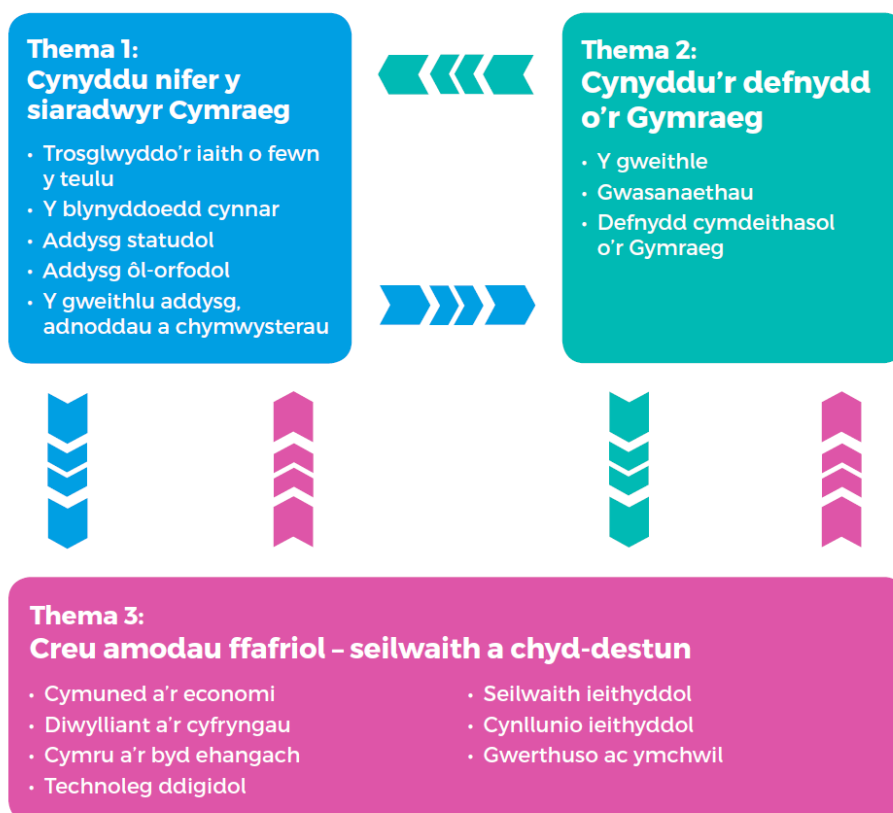 Thema 1:
Cynyddu nifer y
siaradwyr Cymraeg
• Trosglwyddo'r iaith o fewn
y teulu
• Y blynyddoedd cynnar
• Addysg statudol
• Addysg ôl-orfodol
• Y gweithlu addysg,
adnoddau a chymwysterau
Thema 2:
Cynyddu'r defnydd
o'r Gymraeg
• Y gweithle
• Gwasanaethau
• Defnydd cymdeithasol
o'r Gymraeg
Thema 3:
Creu amodau ffafriol – seilwaith a chyd-destun
• Cymuned a'r economi
• Diwylliant a'r cyfryngau
• Cymru a'r byd ehangach
• Technoleg ddigidol
• Seilwaith ieithyddol
• Cynllunio ieithyddol
• Gwerthuso ac ymchwil